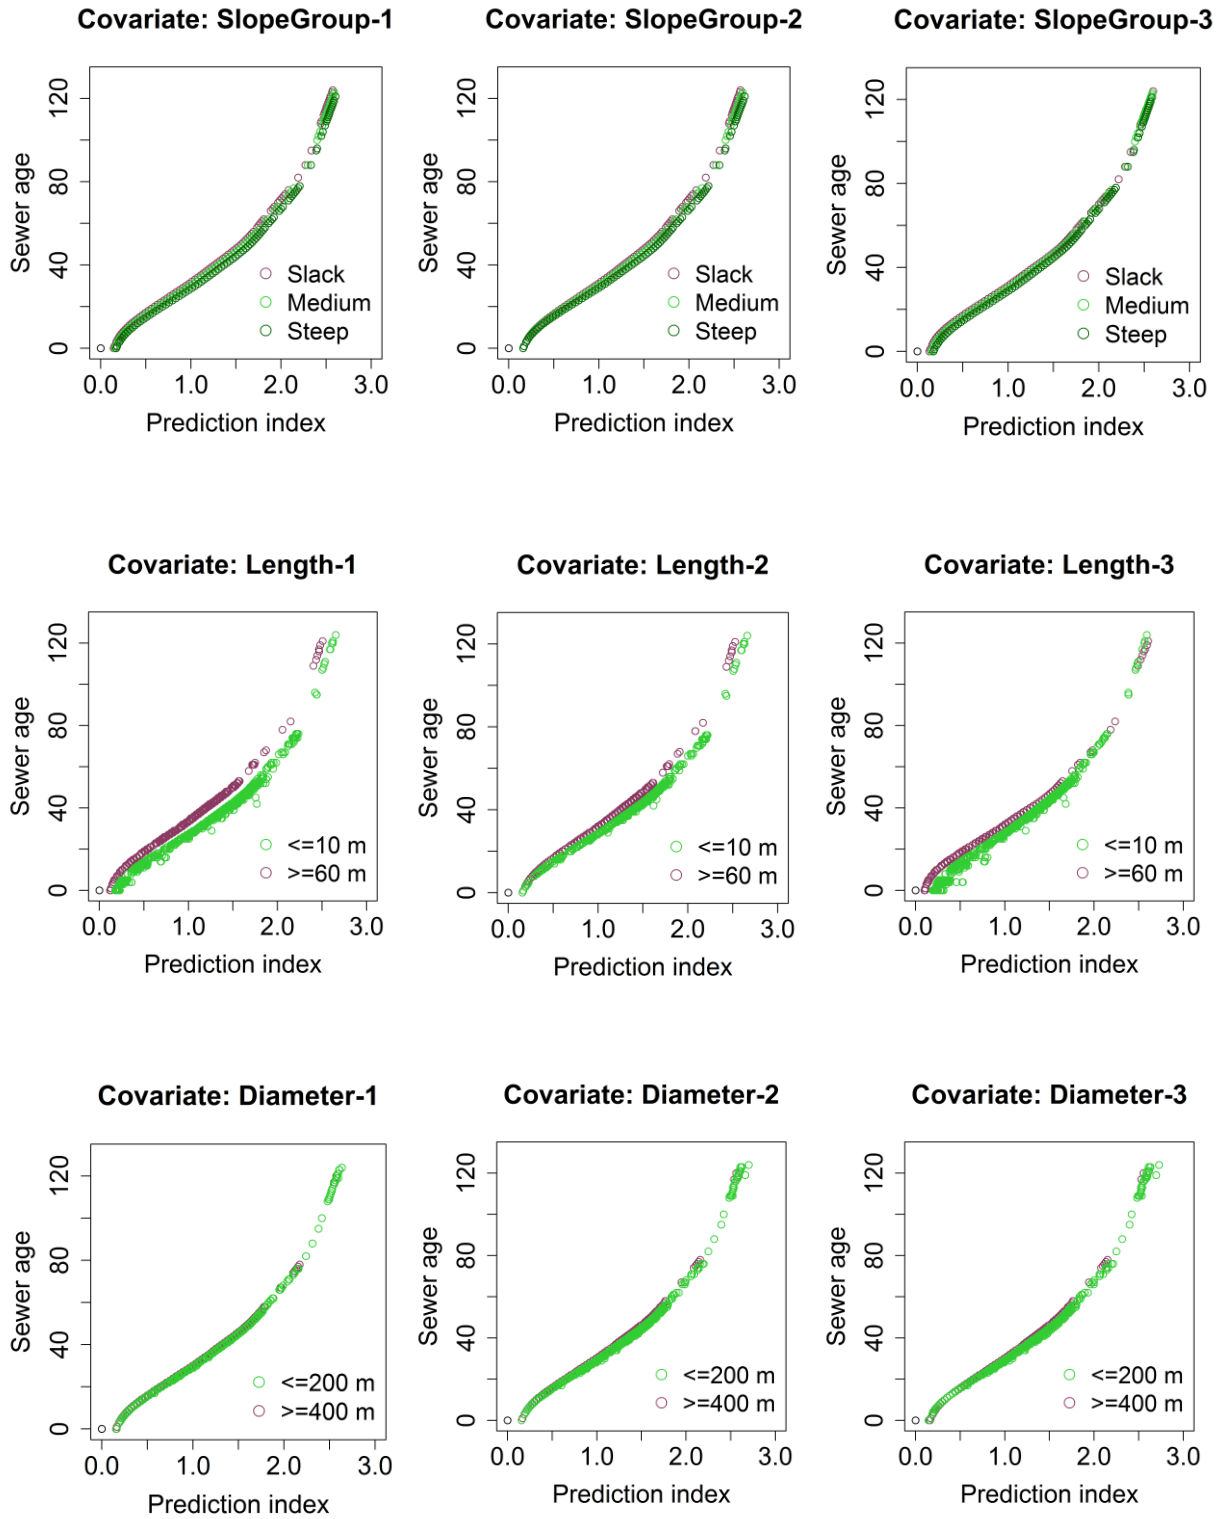 Covariate: SlopeGroup-1
Sewer age
120
80
40
0
Slack
Medium
Steep
0.0 1.0 2.0 3.0
Prediction index
Covariate: SlopeGroup-2
Sewer age
120
80
40
0
Slack
Medium
Steep
0.0 1.0 2.0 3.0
Prediction index
Covariate: SlopeGroup-3
Sewer age
120
80
40
0
Slack
Medium
Steep
0.0 1.0 2.0 3.0
Prediction index
Covariate: Length-1
Sewer age
120
80
40
0
<=10 m
>=60 m
0.0 1.0 2.0 3.0
Prediction index
Covariate: Length-2
Sewer age
120
80
40
0
<=10 m
>=60 m
0.0 1.0 2.0 3.0
Prediction index
Covariate: Length-3
Sewer age
120
80
40
0
<=10 m
>=60 m
0.0 1.0 2.0 3.0
Prediction index
Covariate: Diameter-1
Sewer age
120
80
40
0
<=200 m
>=400 m
0.0 1.0 2.0 3.0
Prediction index
Covariate: Diameter-2
Sewer age
120
80
40
0
<=200 m
>=400 m
0.0 1.0 2.0 3.0
Prediction index
Covariate: Diameter-3
Sewer age
120
80
40
0
<=200 m
>=400 m
0.0 1.0 2.0 3.0
Prediction index